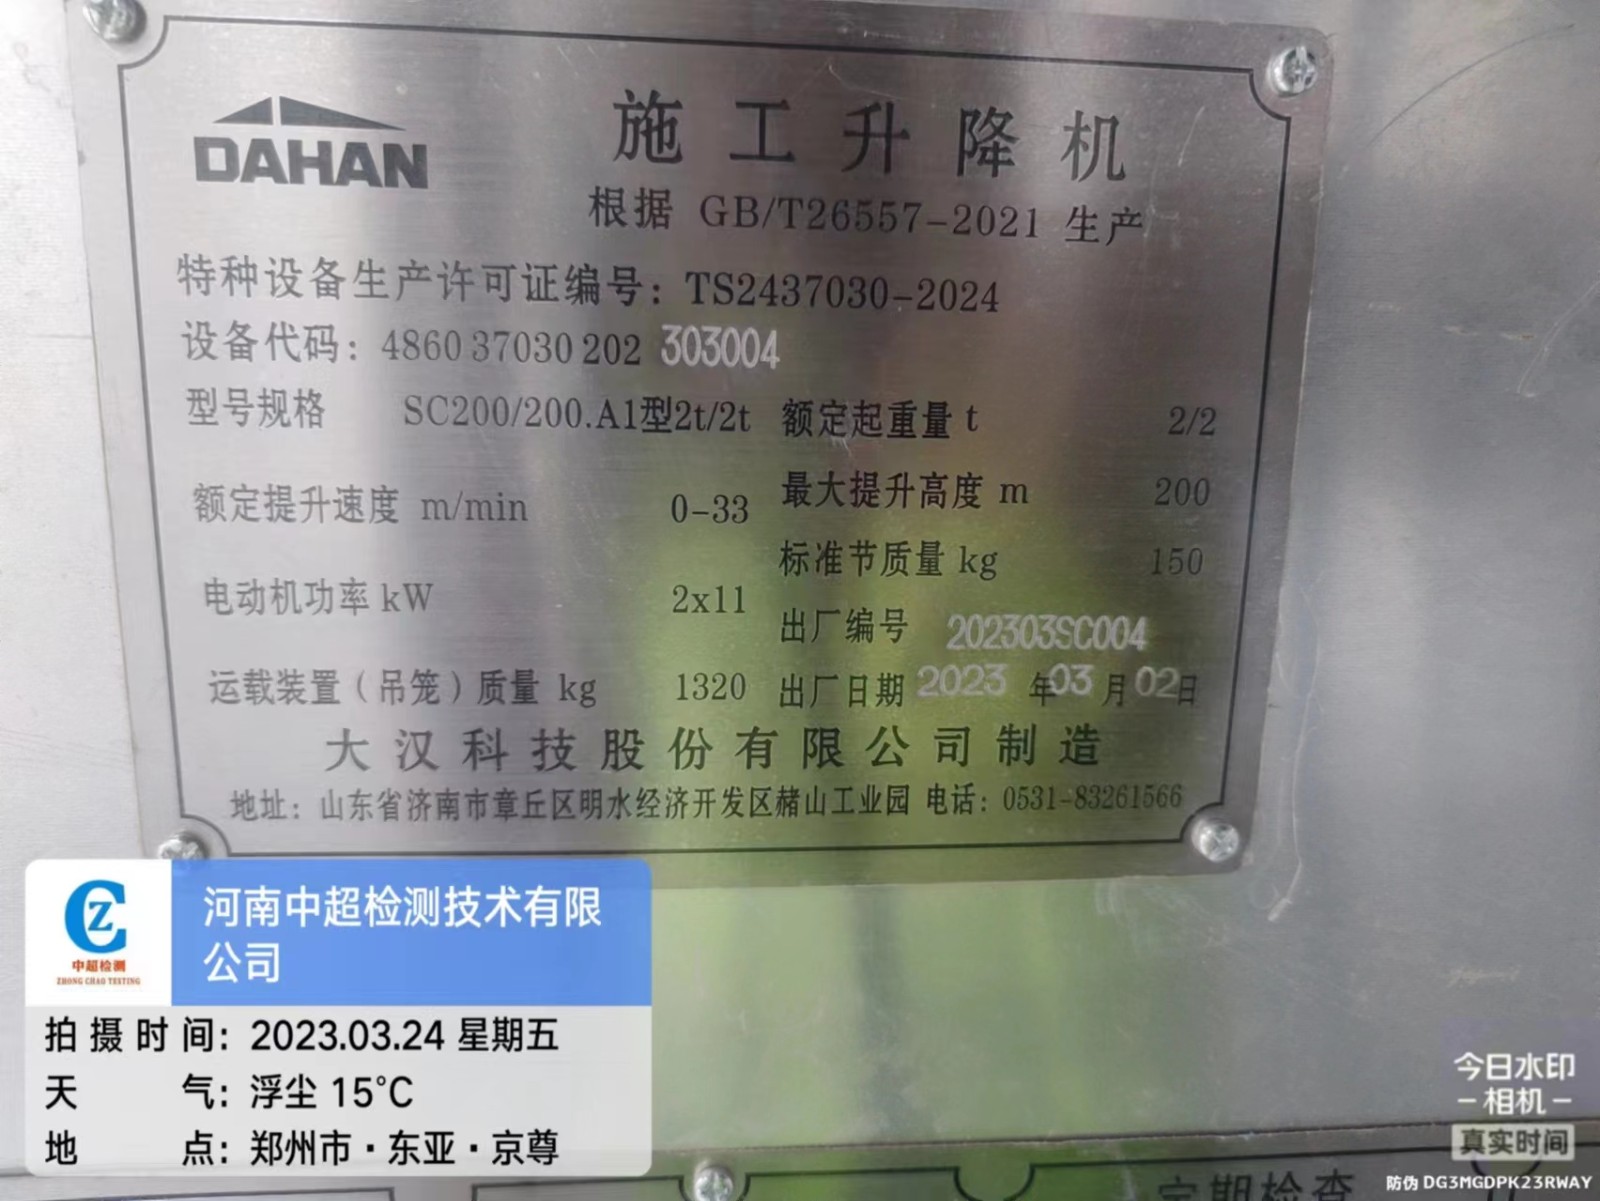 DAHAN
施工升降机
根据 GB/T26557-2021 生产
特种设备生产许可证编号：TS2437030-2024
设备代码：486037030202 303004
型号规格 SC200/200.A1型2t/2t 额定起重量 t 2/2
额定提升速度 m/min 0-33 最大提升高度 m 200
标准节质量 kg 150
电动机功率 kW 2x11
出厂编号 202303SC004
运载装置（吊笼）质量 kg 1320 出厂日期 2023 年 03 月 02 日
大汉科技股份有限公司制造
地址：山东省济南市章丘区明水经济开发区赭山工业园 电话：0531-83261566
CZ
中超检测
ZHONG CHAO TESTING
河南中超检测技术有限
公司
拍摄时间：2023.03.24 星期五
天气：浮尘 15℃
地点：郑州市·东亚·京尊
今日水印
-相机-
真实时间
防伪 DG3MGDPK23RWAY
定期检查